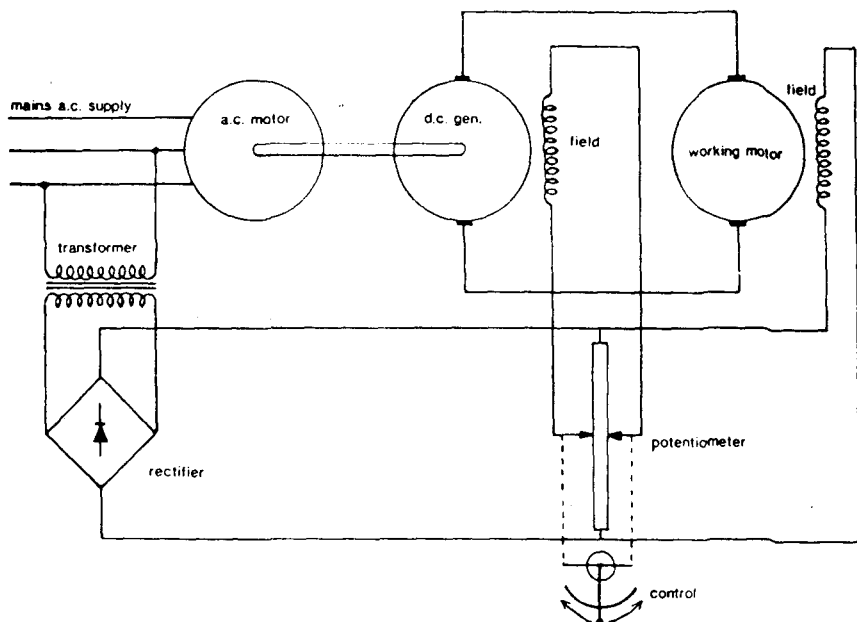 mains a.c. supply
a.c. motor
d.c. gen.
field
working motor
field
transformer
rectifier
potentiometer
control